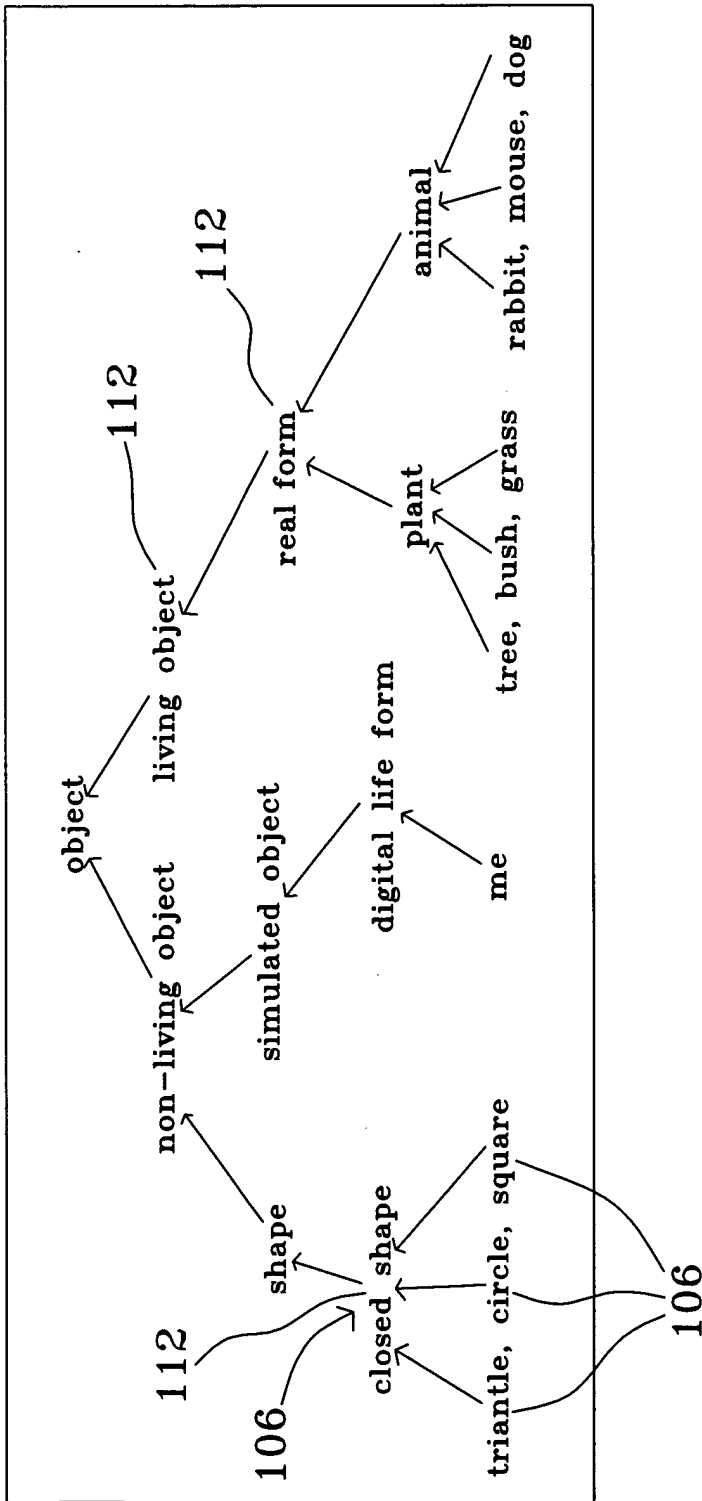 object
non-living object
living object
112
shape
simulated object
real form
112
112
106
closed shape
digital life form
plant
animal
triantle, circle, square
me
tree, bush, grass
rabbit, mouse, dog
106